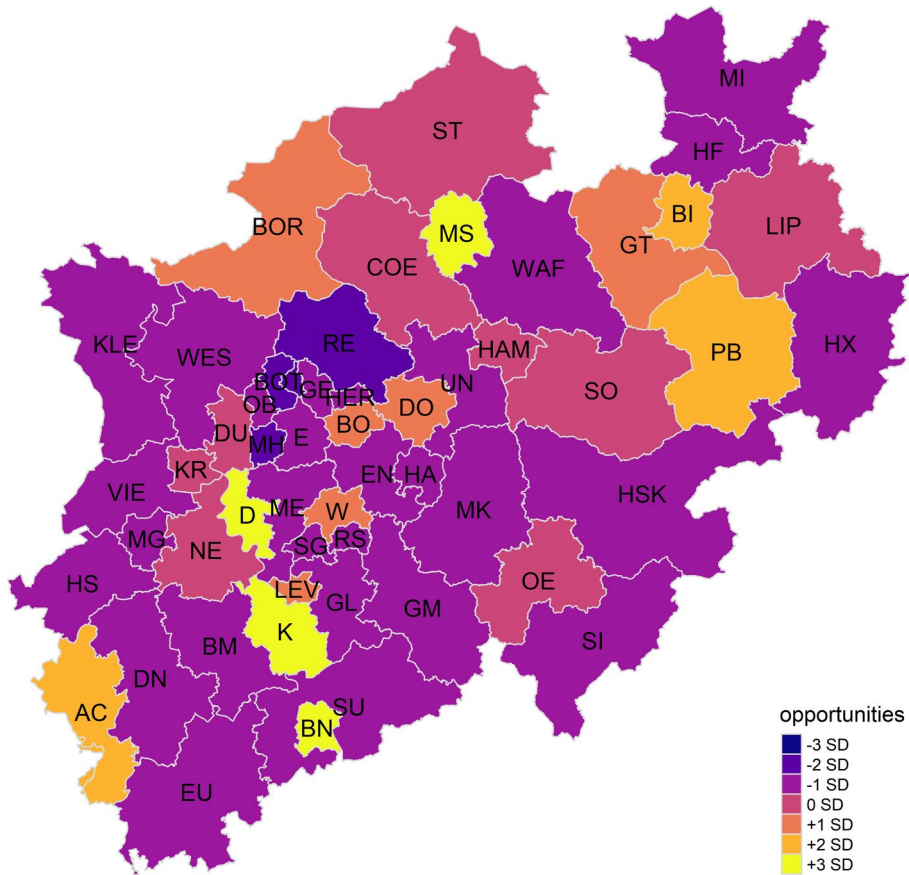 MI
ST
HF
BI
BOR
MS
LIP
GT
COE
WAF
KLE
RE
HAM
PB
HX
WES
BOT
GE
UN
SO
OB
HER
DO
DU
BO
MH
E
KR
EN
HA
VIE
HSK
ME
W
MK
D
MG
RS
NE
SG
HS
LEV
OE
GL
GM
K
BM
SI
DN
AC
SU
BN
EU
opportunities
-3 SD
-2 SD
-1 SD
0 SD
+1 SD
+2 SD
+3 SD